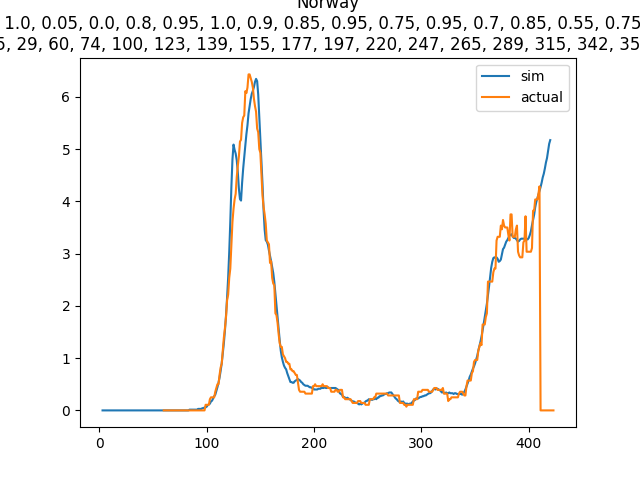 Norway
1.0, 0.05, 0.0, 0.8, 0.95, 1.0, 0.9, 0.85, 0.95, 0.75, 0.95, 0.7, 0.85, 0.55, 0.75
29, 60, 74, 100, 123, 139, 155, 177, 197, 220, 247, 265, 289, 315, 342, 35
sim
actual
6
5
4
3
2
1
0
0 100 200 300 400